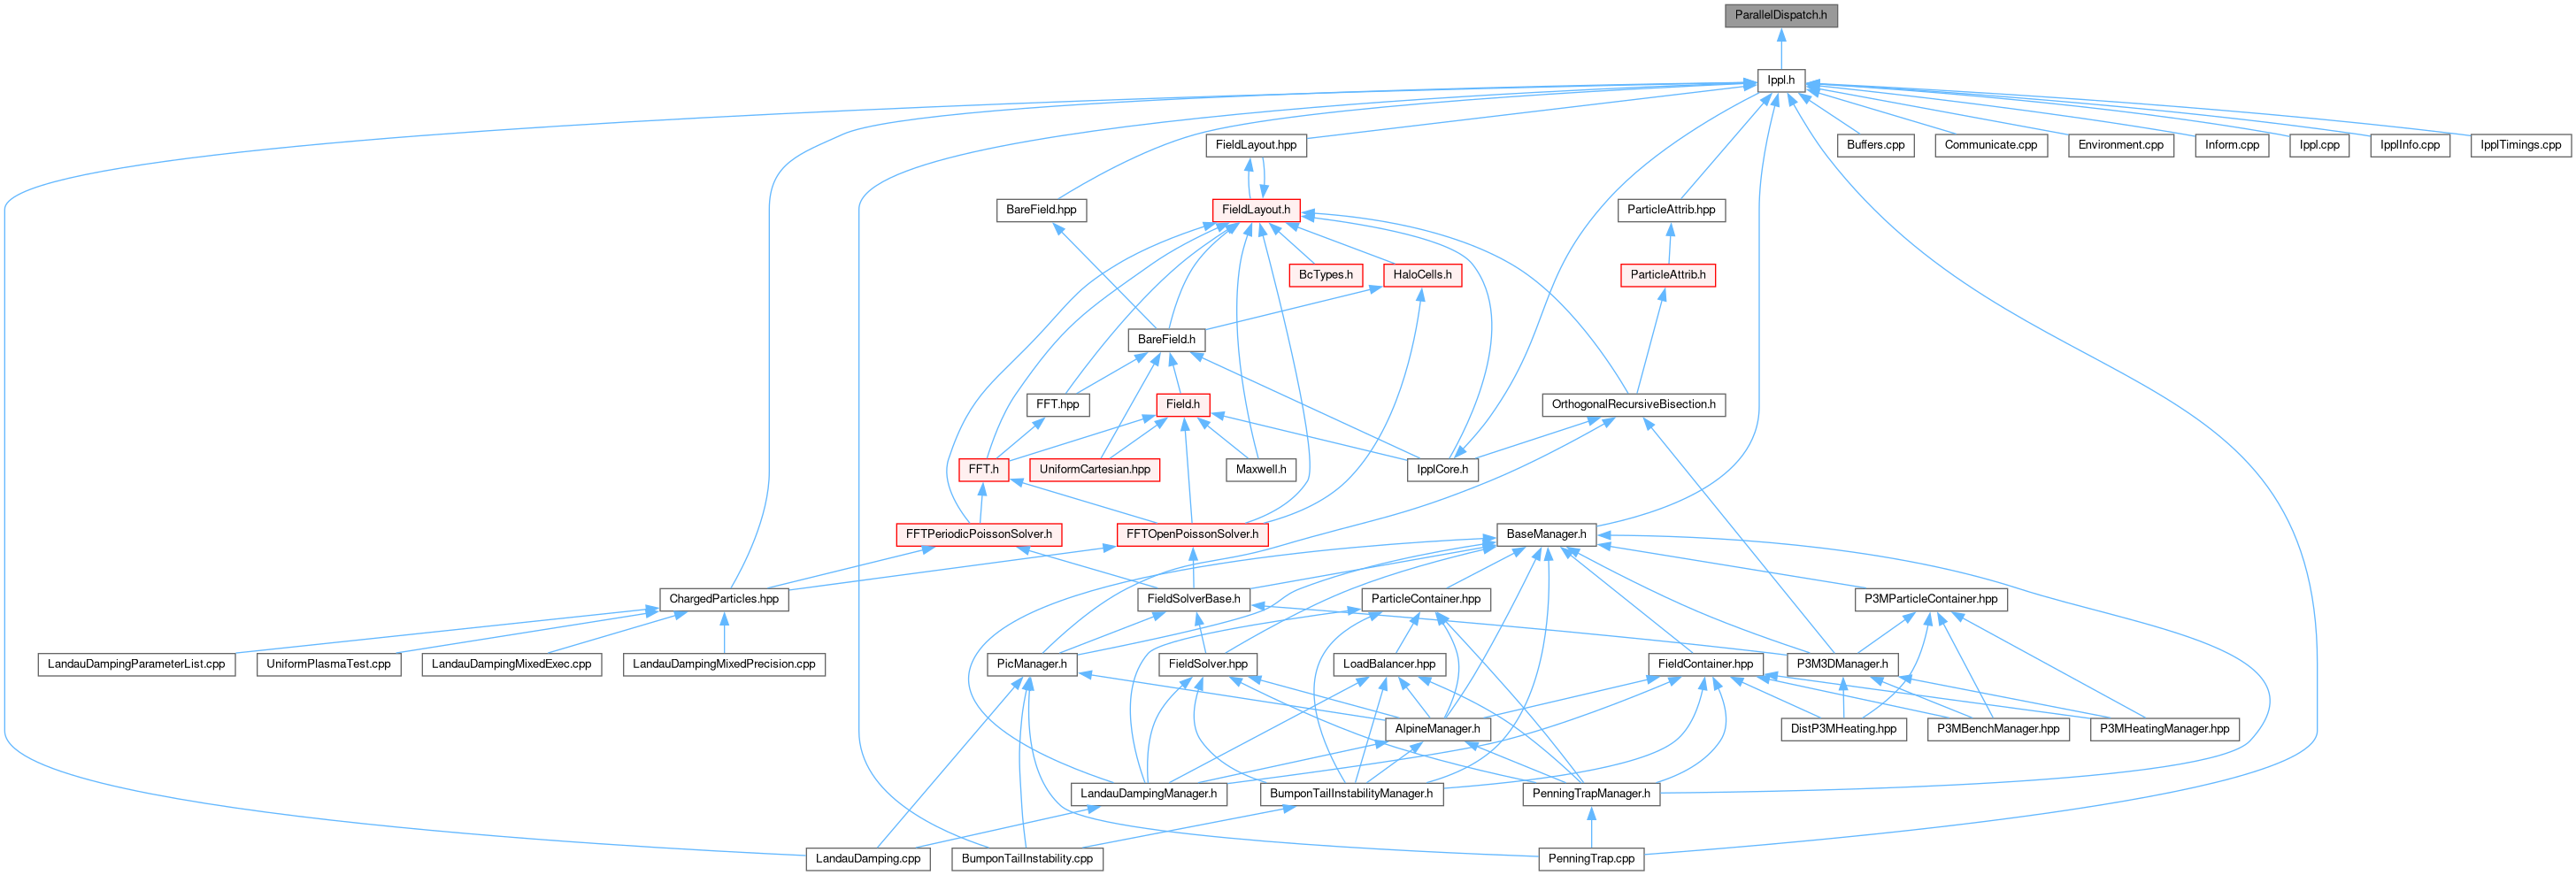 ParallelDispatch.h
Ippl.h
FieldLayout.hpp
Buffers.cpp
Communicate.cpp
Environment.cpp
Inform.cpp
Ippl.cpp
IpplInfo.cpp
IpplTimings.cpp
BareField.hpp
FieldLayout.h
ParticleAttrib.hpp
BcTypes.h
HaloCells.h
ParticleAttrib.h
BareField.h
FFT.hpp
Field.h
OrthogonalRecursiveBisection.h
FFT.h
UniformCartesian.hpp
Maxwell.h
IpplCore.h
FFTPeriodicPoissonSolver.h
FFTOpenPoissonSolver.h
BaseManager.h
ChargedParticles.hpp
FieldSolverBase.h
ParticleContainer.hpp
P3MParticleContainer.hpp
LandauDampingParameterList.cpp
UniformPlasmaTest.cpp
LandauDampingMixedExec.cpp
LandauDampingMixedPrecision.cpp
PicManager.h
FieldSolver.hpp
LoadBalancer.hpp
FieldContainer.hpp
P3M3DManager.h
AlpineManager.h
DistP3MHeating.hpp
P3MBenchManager.hpp
P3MHeatingManager.hpp
LandauDampingManager.h
BumponTailInstabilityManager.h
PenningTrapManager.h
LandauDamping.cpp
BumponTailInstability.cpp
PenningTrap.cpp